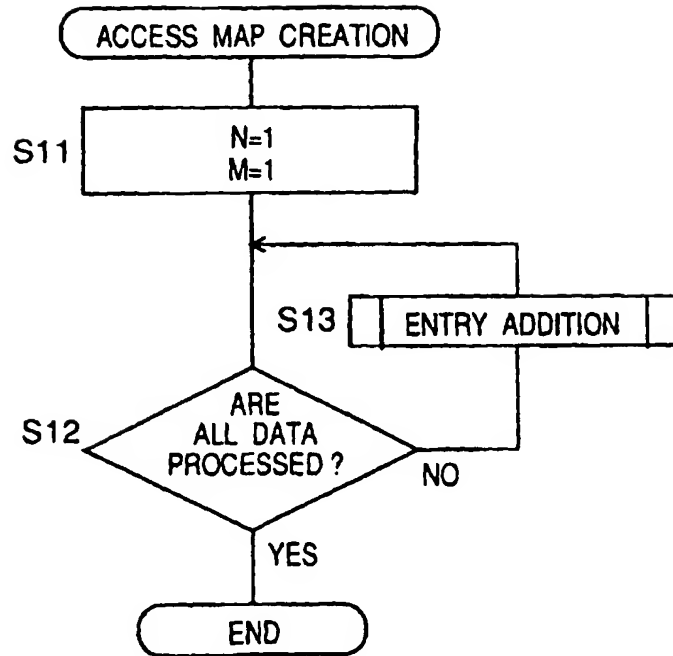 ACCESS MAP CREATION
S11
N=1
M=1
S13
ENTRY ADDITION
S12
ARE
ALL DATA
PROCESSED ?
NO
YES
END